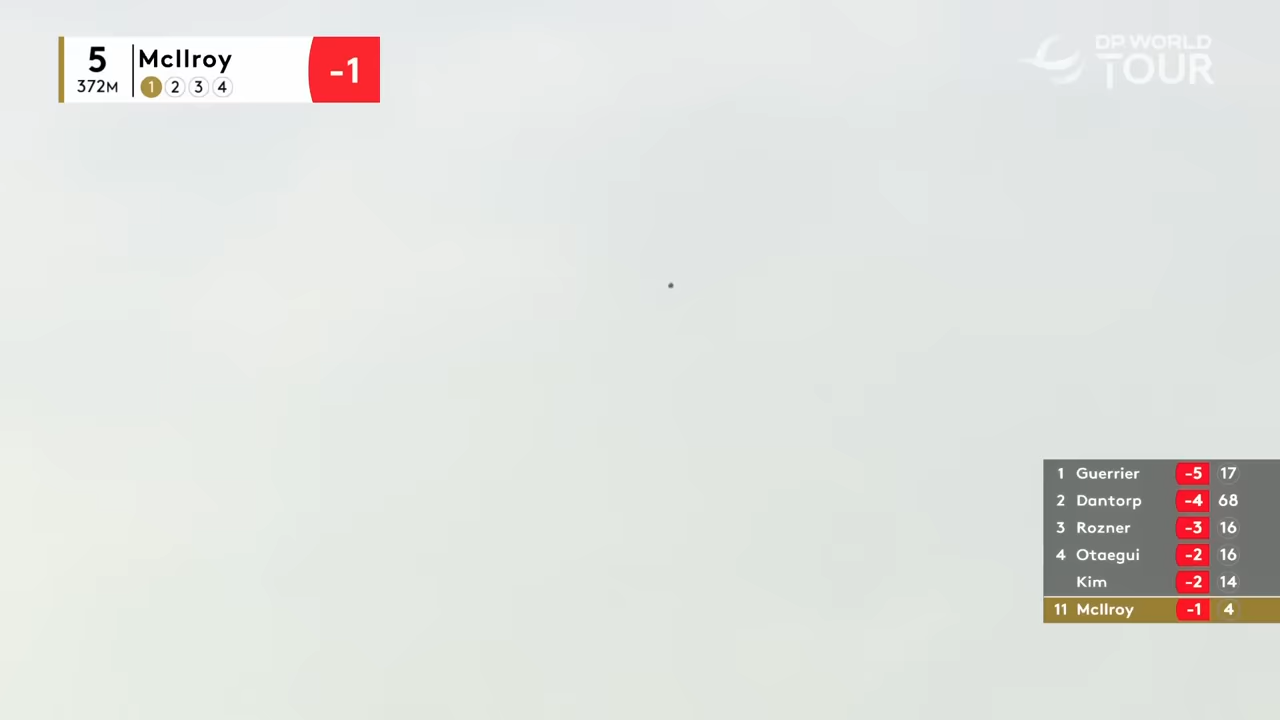 5 McIlroy -1
372M 1 2 3 4
DP WORLD
TOUR
1 Guerrier -5 17
2 Dantorp -4 68
3 Rozner -3 16
4 Otaegui -2 16
Kim -2 14
11 McIlroy -1 4